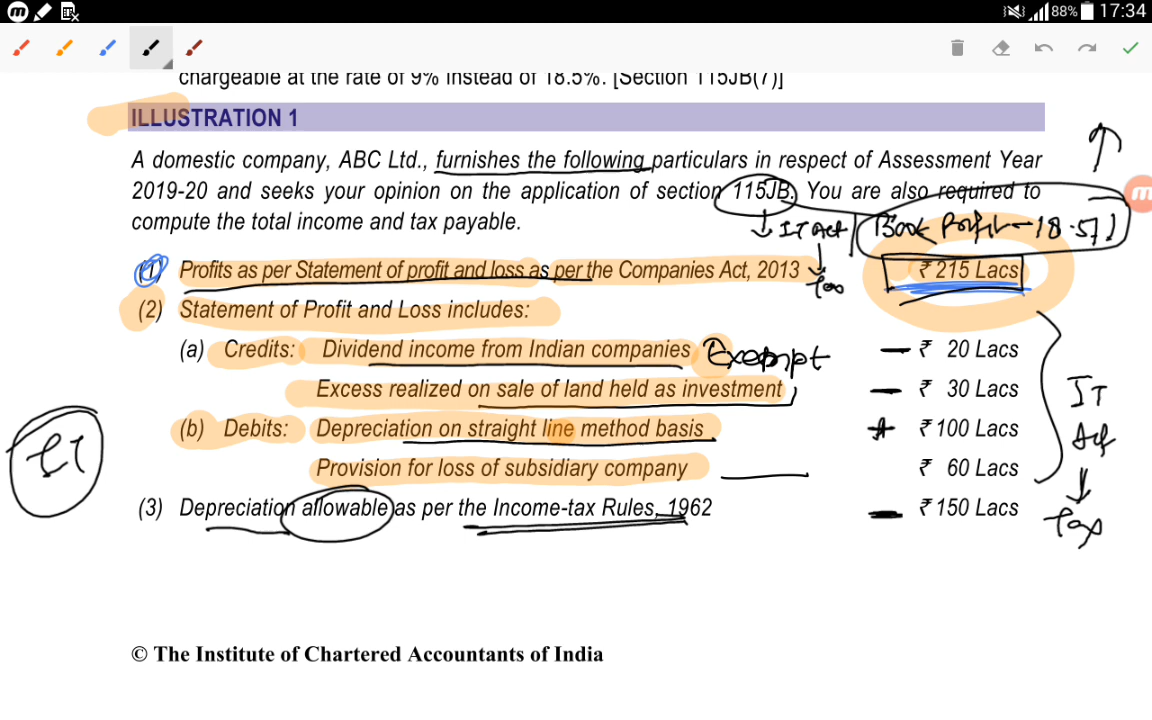 88% 17:34
chargeable at the rate of 9% instead of 18.5%. [Section 115JB(7)]
ILLUSTRATION 1
A domestic company, ABC Ltd., furnishes the following particulars in respect of Assessment Year
2019-20 and seeks your opinion on the application of section 115JB. You are also required to
compute the total income and tax payable.
IT Act Book Profit - 18.5%
(1) Profits as per Statement of profit and loss as per the Companies Act, 2013 ₹ 215 Lacs
Tax
(2) Statement of Profit and Loss includes:
(a) Credits: Dividend income from Indian companies Exempt ₹ 20 Lacs
Excess realized on sale of land held as investment ₹ 30 Lacs
IT
Act
Tax
(b) Debits: Depreciation on straight line method basis ₹ 100 Lacs
Provision for loss of subsidiary company ₹ 60 Lacs
(3) Depreciation allowable as per the Income-tax Rules, 1962 ₹ 150 Lacs
© The Institute of Chartered Accountants of India